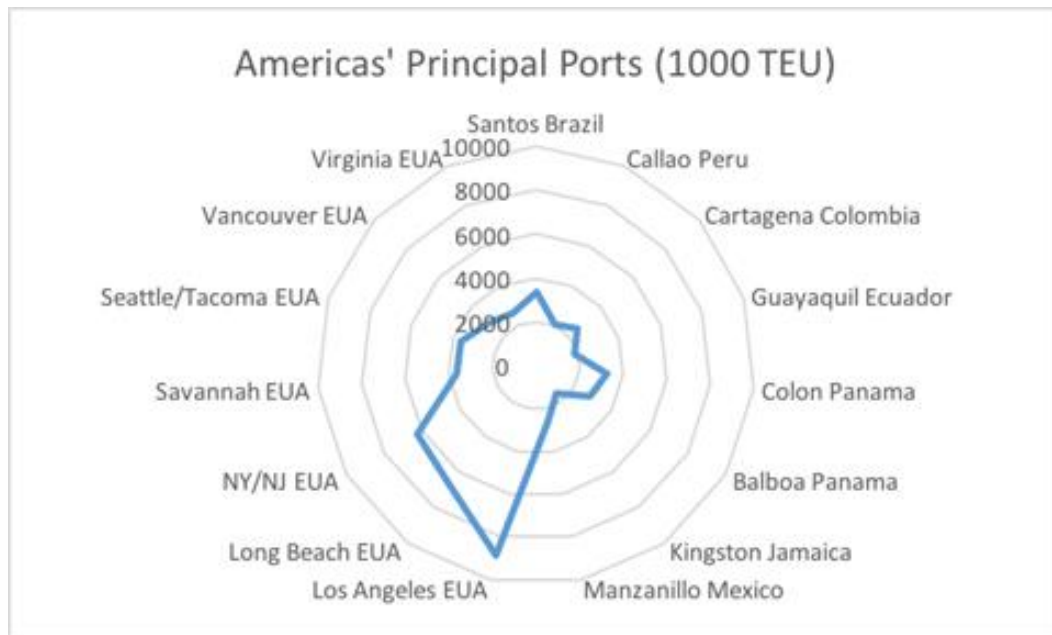 Americas' Principal Ports (1000 TEU)
Santos Brazil
10000
Virginia EUA
Callao Peru
8000
Vancouver EUA
Cartagena Colombia
6000
4000
Seattle/Tacoma EUA
Guayaquil Ecuador
2000
0
Savannah EUA
Colon Panama
NY/NJ EUA
Balboa Panama
Long Beach EUA
Kingston Jamaica
Los Angeles EUA
Manzanillo Mexico